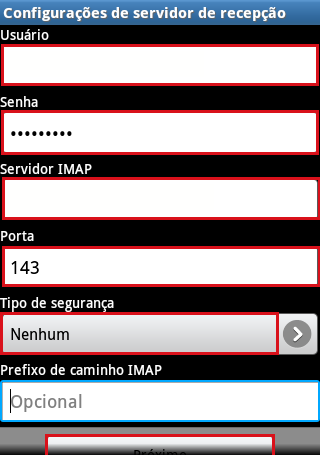 Configurações de servidor de recepção
Usuário
•••••••••
Senha
Servidor IMAP
Porta
143
Tipo de segurança
Nenhum
Prefixo de caminho IMAP
Opcional
Próximo